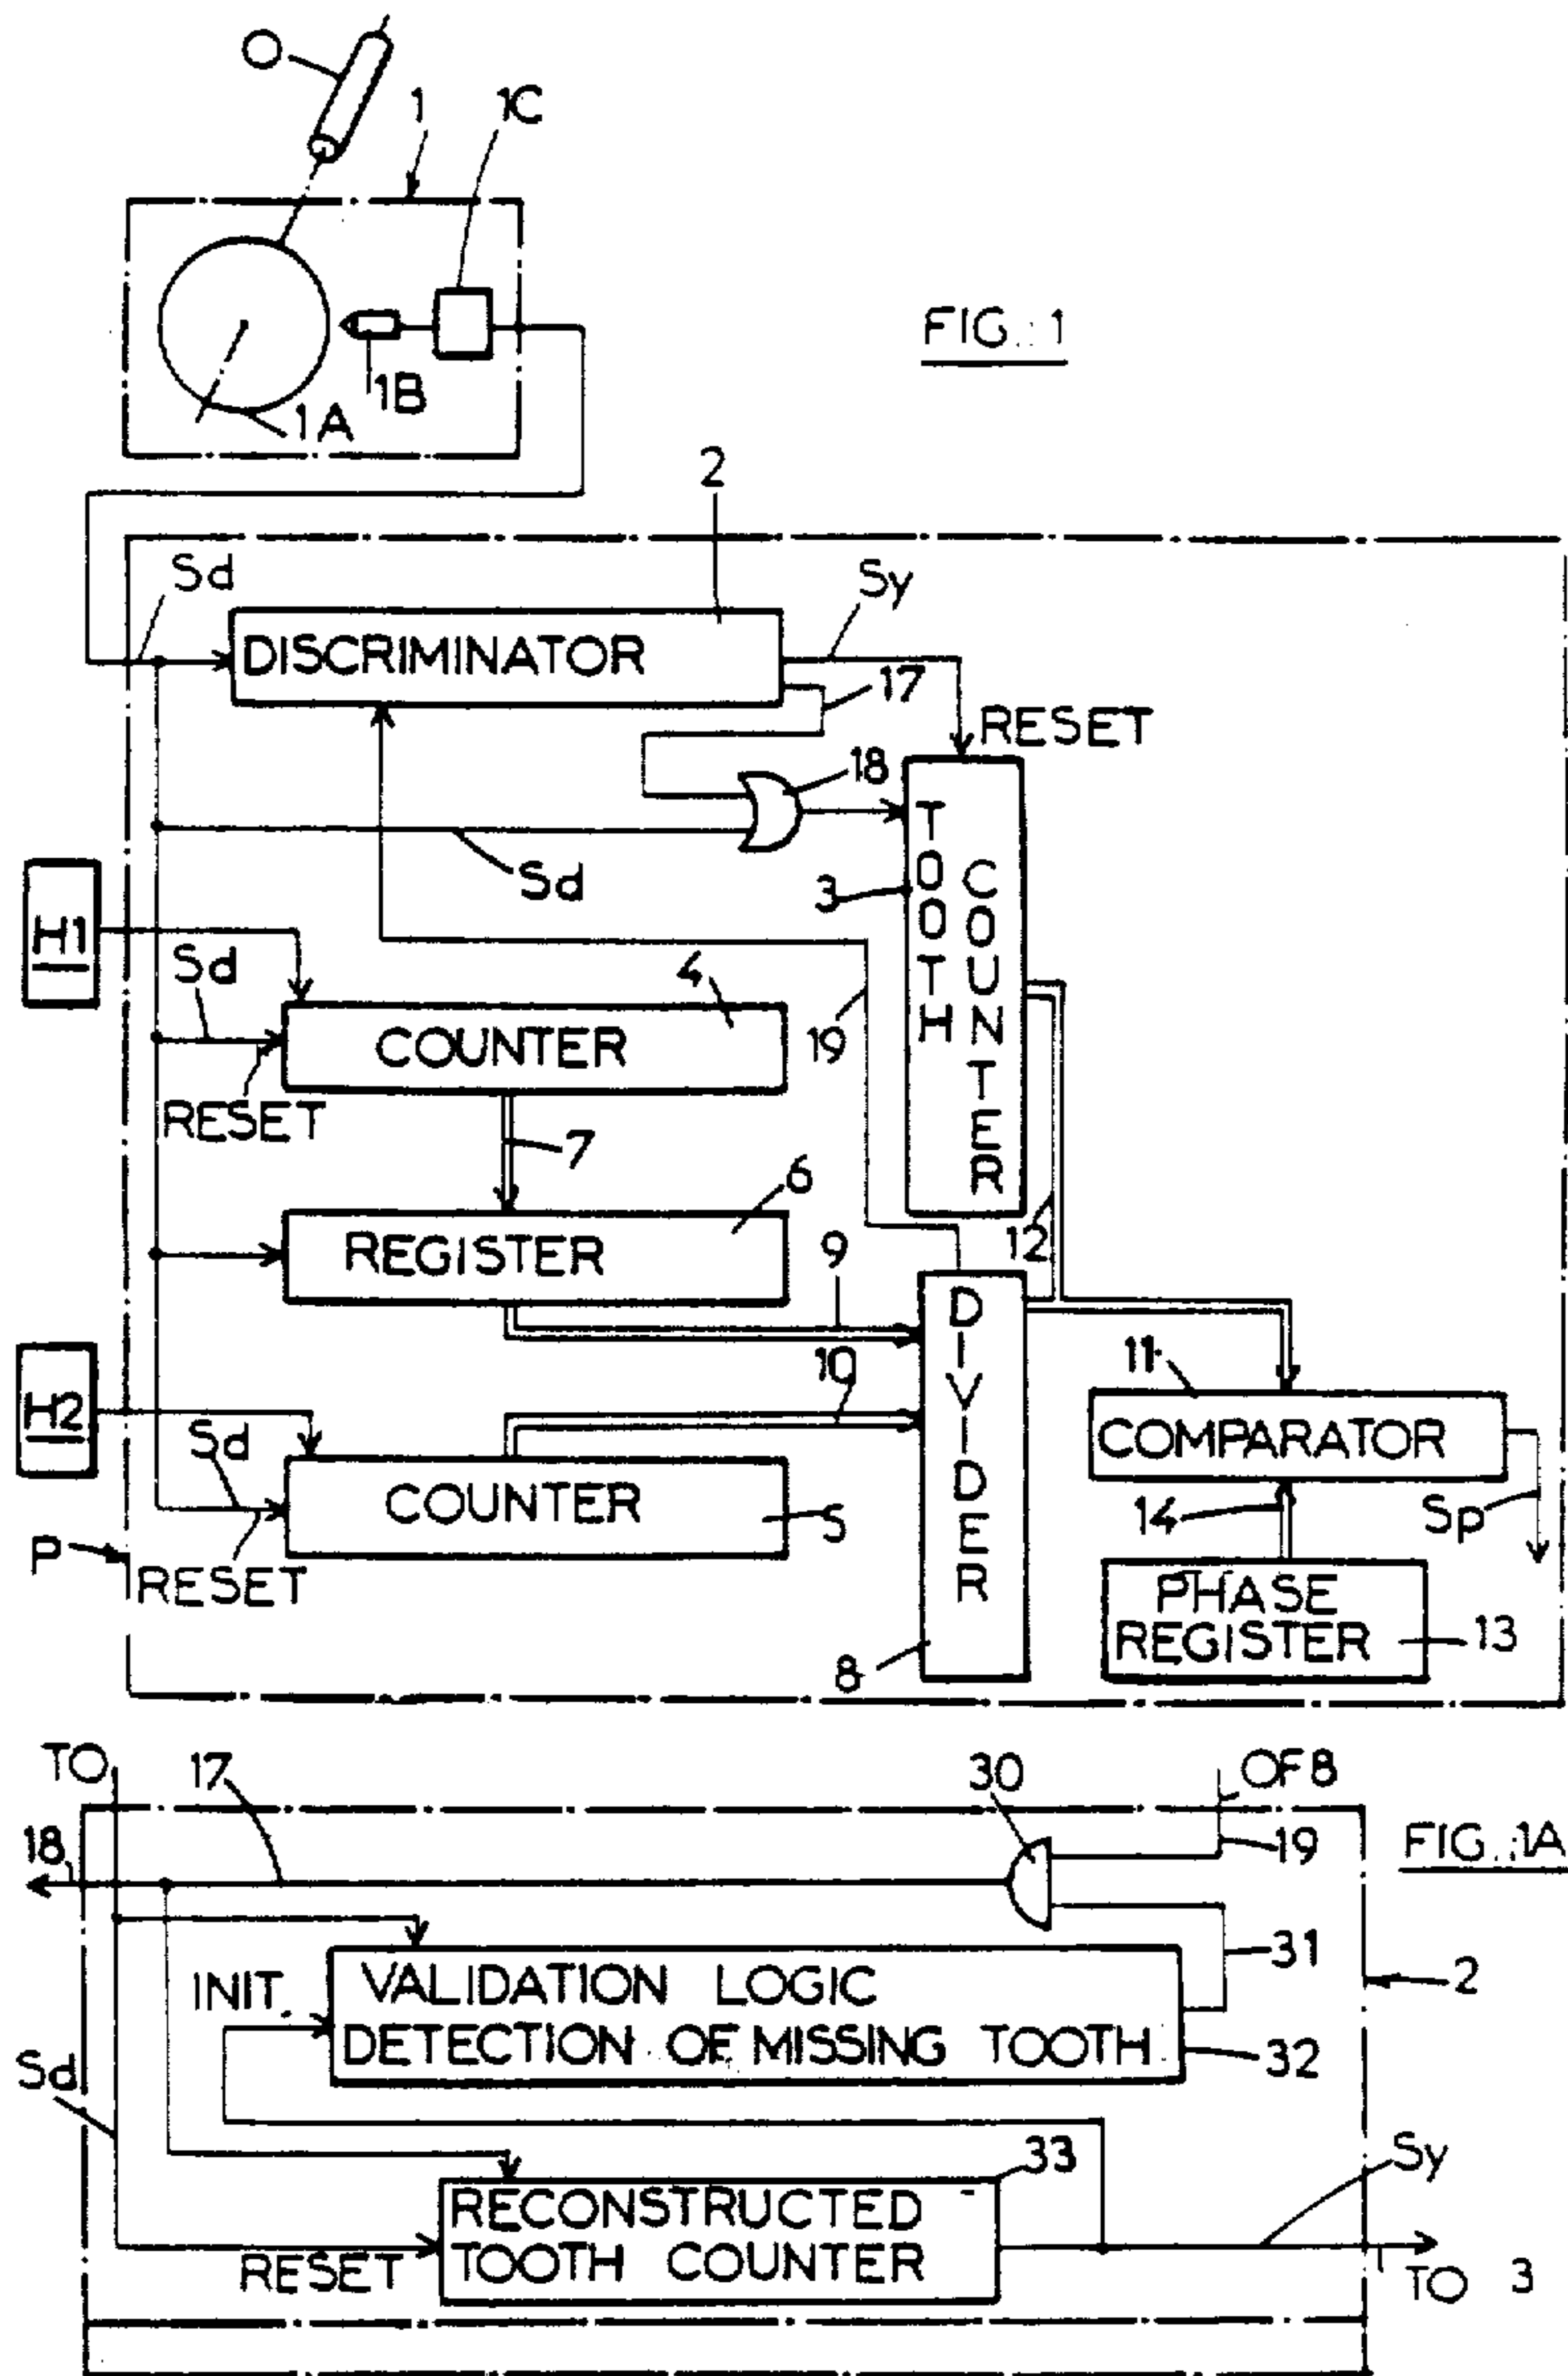 O
1
1C
1B
1A
FIG. 1
2
Sd
Sy
DISCRIMINATOR
17
RESET
18
TOOTH COUNTER
Sd
3
H1
Sd
4
COUNTER
19
RESET
7
6
REGISTER
9
12
DIVIDER
10
11
H2
COMPARATOR
Sd
COUNTER
5
14
Sp
P
RESET
PHASE
REGISTER
13
8
TO
17
30
OF 8
18
19
FIG. 1A
31
INIT.
VALIDATION LOGIC
2
DETECTION OF MISSING TOOTH
32
Sd
33
Sy
RECONSTRUCTED
TOOTH COUNTER
RESET
TO 3